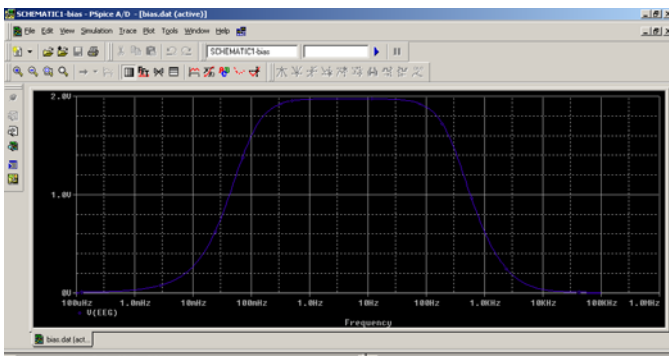 SCHEMATIC1-bias - PSpice A/D - [bias.dat (active)]
File Edit View Simulation Trace Plot Tools Window Help
SCHEMATIC1-bias
2.0V
1.0V
0V
100uHz 1.0mHz 10mHz 100mHz 1.0Hz 10Hz 100Hz 1.0KHz 10KHz 100KHz 1.0MHz
V(EEG)
Frequency
bias.dat (act...